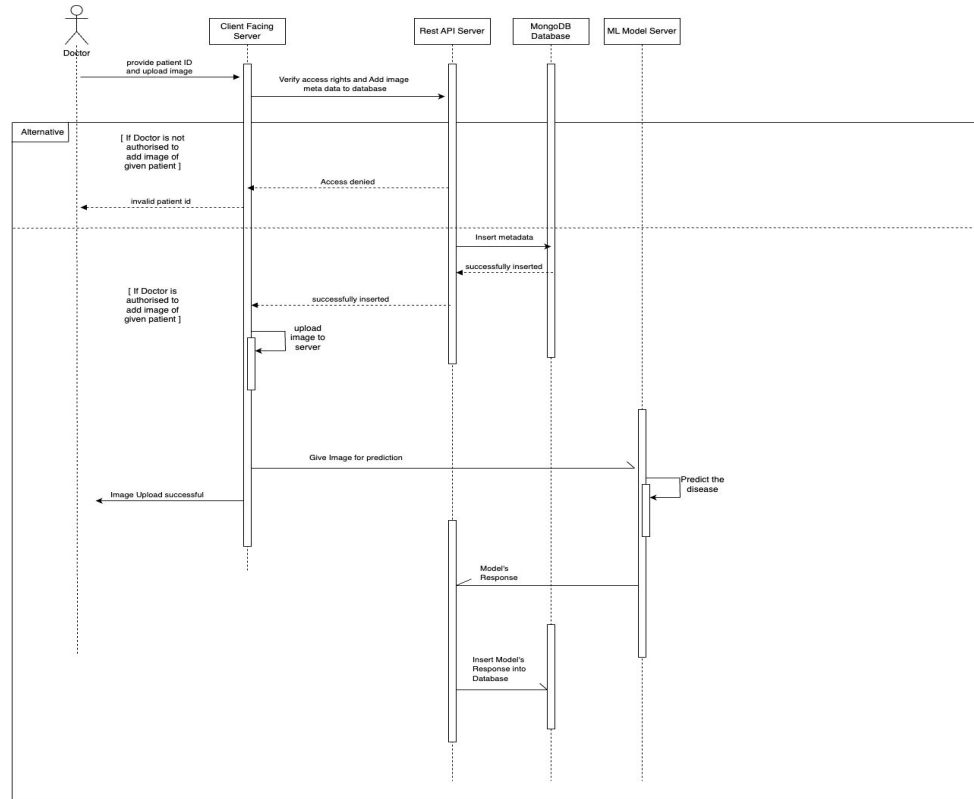 Doctor
Client Facing
Server
Rest API Server
MongoDB
Database
ML Model Server
provide patient ID
and upload image
Verify access rights and Add image
meta data to database
Alternative
[ If Doctor is not
authorised to
add image of
given patient ]
Access denied
invalid patient id
Insert metadata
successfully inserted
[ If Doctor is
authorised to
add image of
given patient ]
successfully inserted
upload
image to
server
Give Image for prediction
Predict the
disease
Image Upload successful
Model's
Response
Insert Model's
Response into
Database